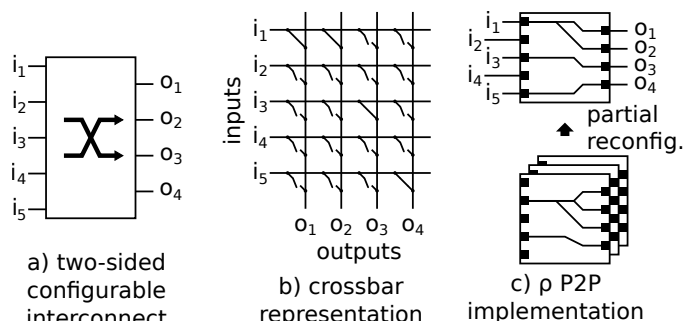 i1
i2
i3
i4
i5
o1
o2
o3
o4
a) two-sided
configurable
interconnect
inputs
i1
i2
i3
i4
i5
o1 o2 o3 o4
outputs
b) crossbar
representation
i1
i2
i3
i4
i5
o1
o2
o3
o4
partial
reconfig.
c) ρ P2P
implementation